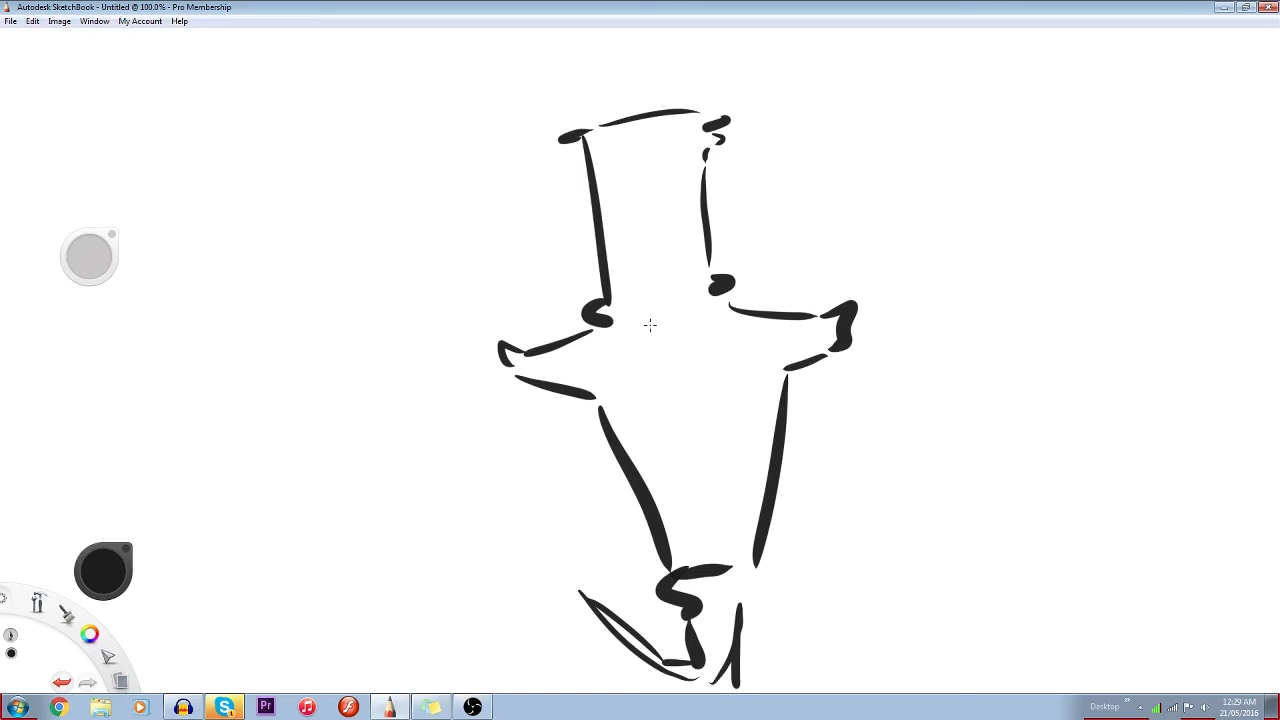 Autodesk SketchBook - Untitled @ 100.0% - Pro Membership
File Edit Image Window My Account Help
Pr
Desktop
12:29 AM
21/05/2016